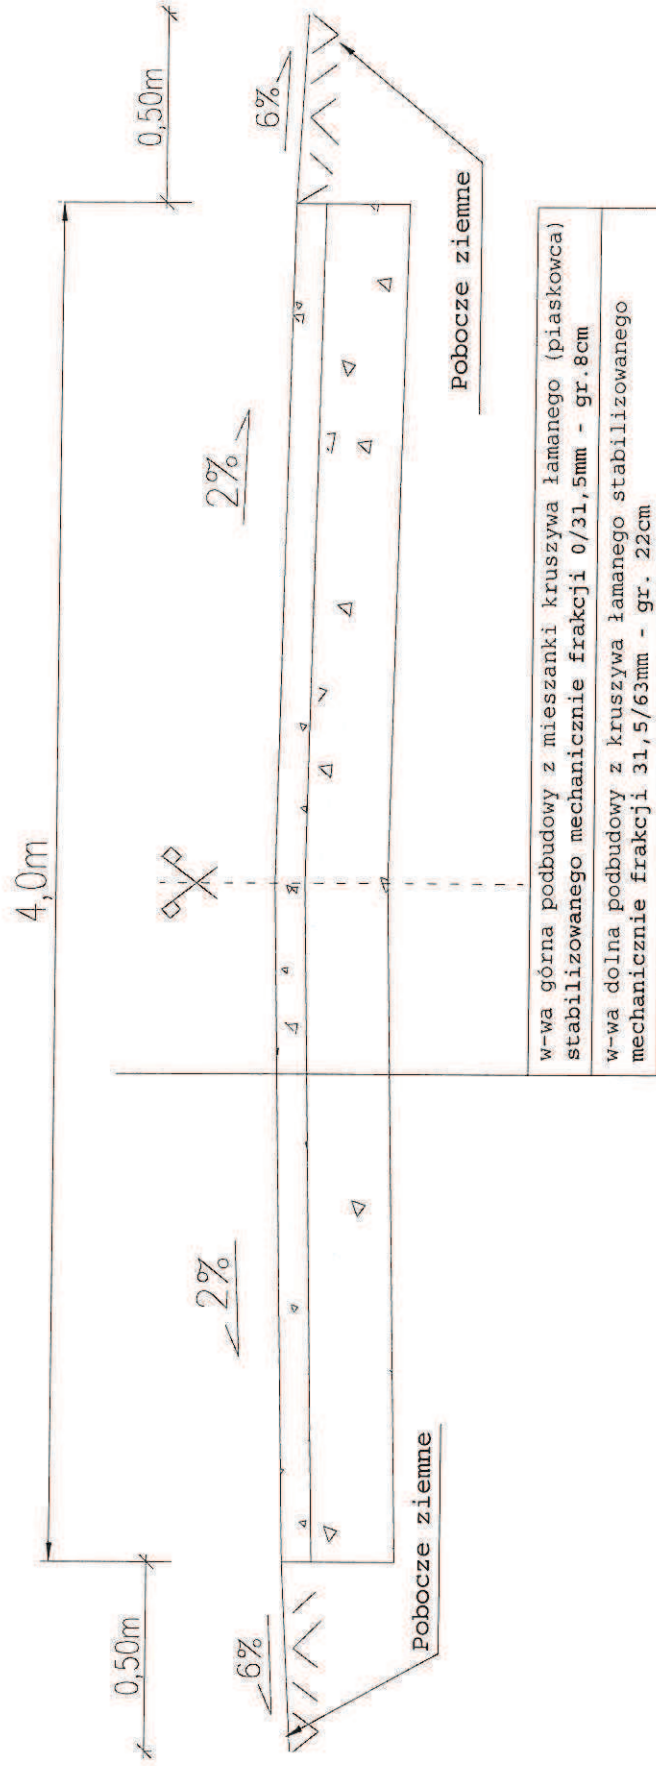 4,0m
0,50m
0,50m
6%
2%
2%
6%
Pobocze ziemne
Pobocze ziemne
w-wa górna podbudowy z mieszanki kruszywa łamanego (piaskowca)
stabilizowanego mechanicznie frakcji 0/31,5mm - gr.8cm
w-wa dolna podbudowy z kruszywa łamanego stabilizowanego
mechanicznie frakcji 31,5/63mm - gr. 22cm